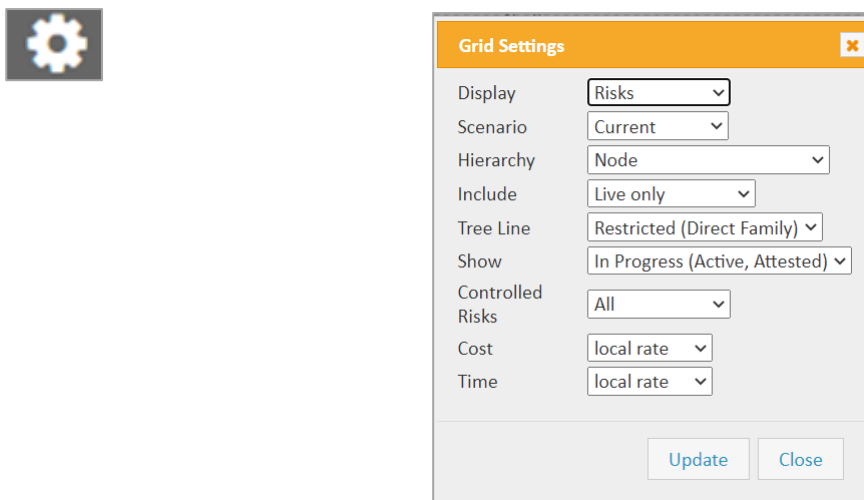 Grid Settings
Display Risks
Scenario Current
Hierarchy Node
Include Live only
Tree Line Restricted (Direct Family)
Show In Progress (Active, Attested)
Controlled
Risks All
Cost local rate
Time local rate
Update Close